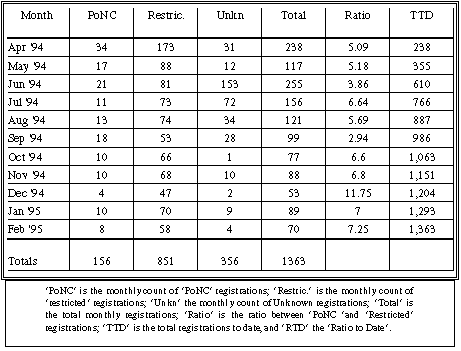 Month PoNC Restric. Unkn Total Ratio TTD
Apr '94 34 173 31 238 5.09 238
May '94 17 88 12 117 5.18 355
Jun '94 21 81 153 255 3.86 610
Jul '94 11 73 72 156 6.64 766
Aug '94 13 74 34 121 5.69 887
Sep '94 18 53 28 99 2.94 986
Oct '94 10 66 1 77 6.6 1,063
Nov '94 10 68 10 88 6.8 1,151
Dec '94 4 47 2 53 11.75 1,204
Jan '95 10 70 9 89 7 1,293
Feb '95 8 58 4 70 7.25 1,363
Totals 156 851 356 1363
'PoNC' is the monthly count of 'PoNC' registrations; 'Restric.' is the monthly count of
'restricted' registrations; 'Unkn' the monthly count of Unknown registrations; 'Total' is
the total monthly registrations; 'Ratio' is the ratio between 'PoNC 'and 'Restricted'
registrations; 'TTD' is the total registrations to date, and 'RTD' the 'Ratio to Date'.